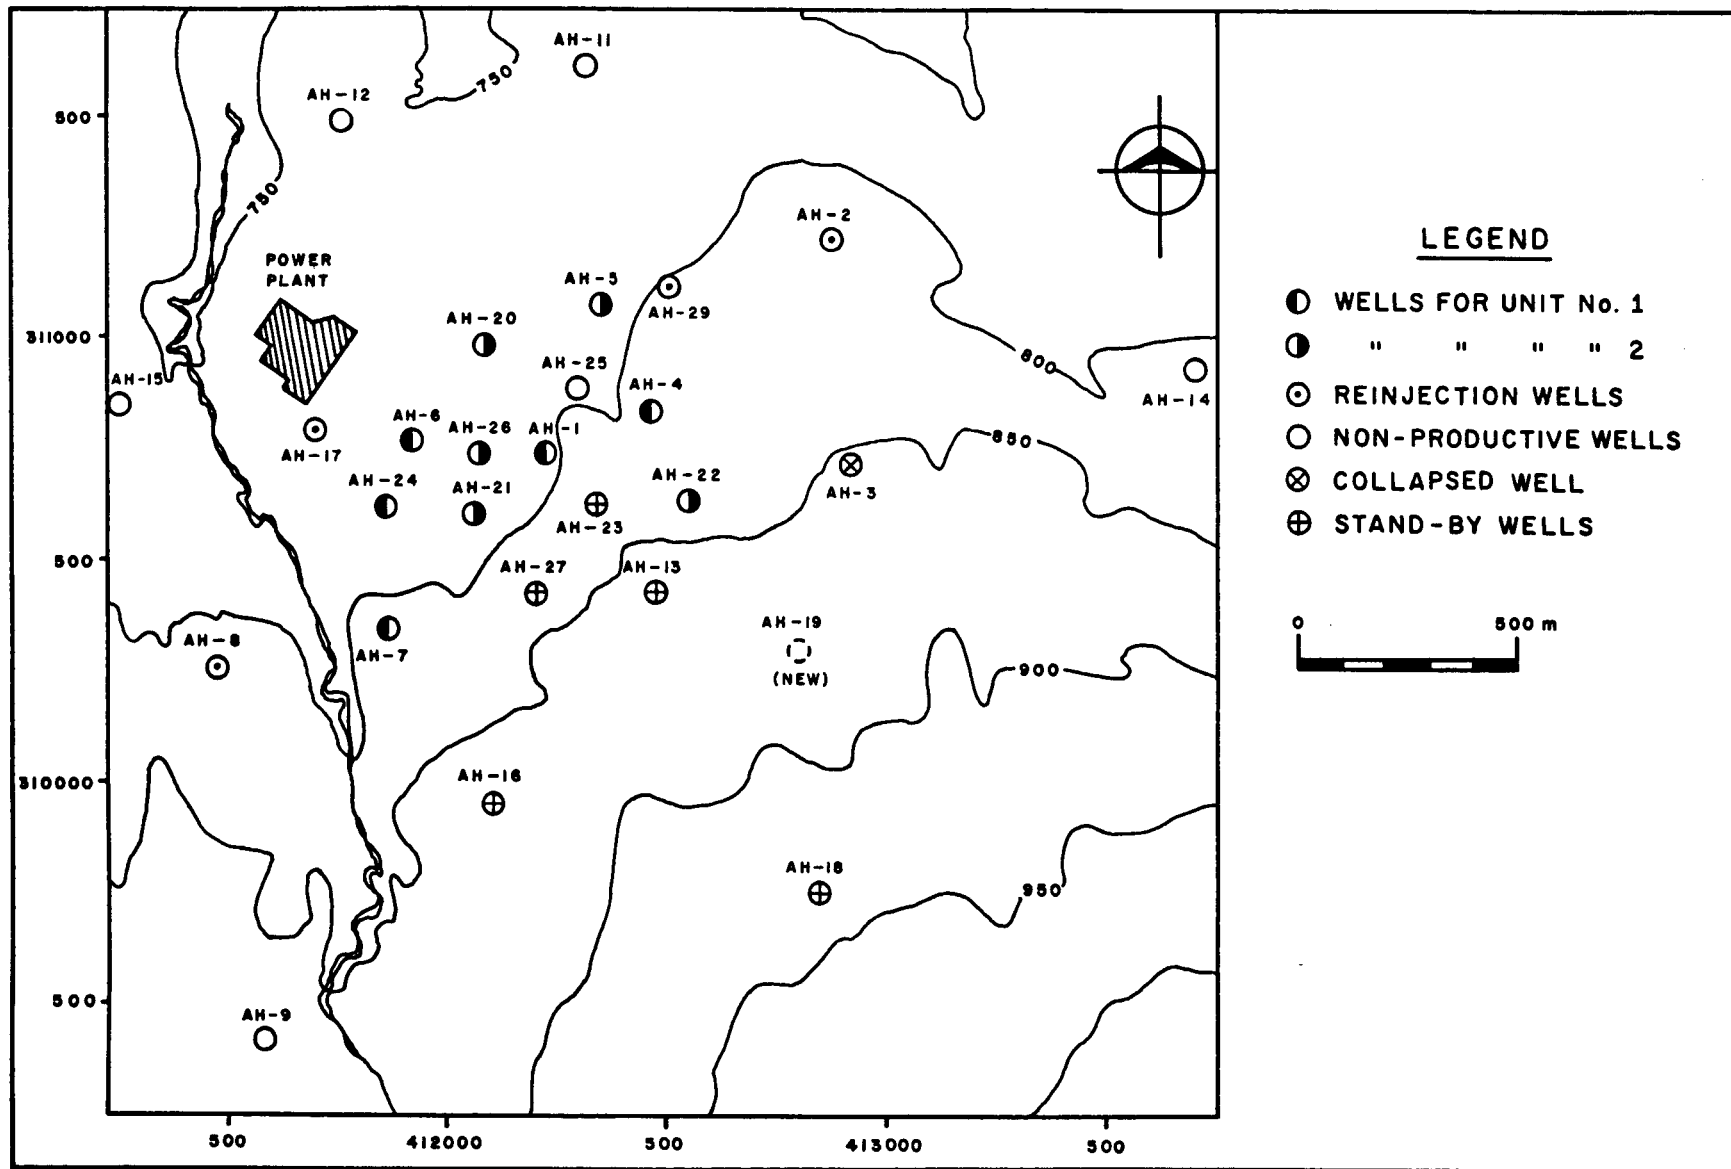 AH-11
750
AH-12
500
750
AH-2
POWER
PLANT
AH-5
AH-29
AH-20
311000
AH-25
800
AH-15
AH-4
AH-14
AH-6
AH-26
AH-1
850
AH-17
AH-24
AH-21
AH-22
AH-3
AH-23
500
AH-27
AH-13
AH-19
(NEW)
AH-8
AH-7
900
310000
AH-16
AH-18
950
500
AH-9
500
412000
500
413000
500
LEGEND
WELLS FOR UNIT No. 1
" " " " 2
REINJECTION WELLS
NON-PRODUCTIVE WELLS
COLLAPSED WELL
STAND-BY WELLS
0 500 m